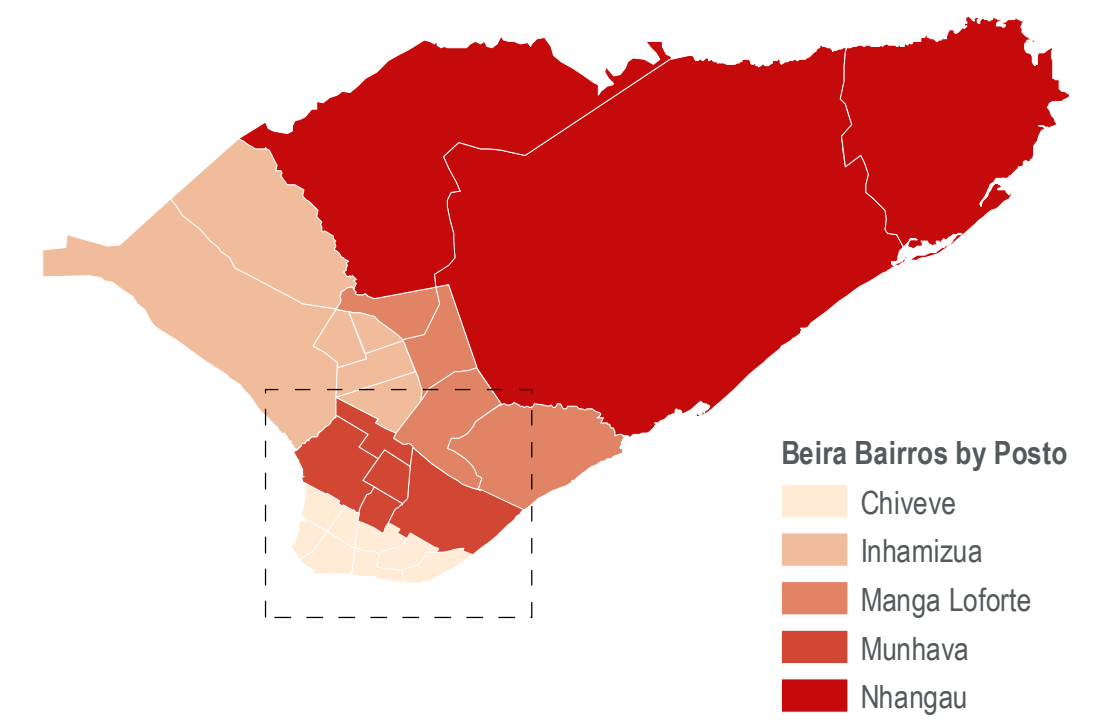 Beira Bairros by Posto
Chiveve
Inhamizua
Manga Loforte
Munhava
Nhangau